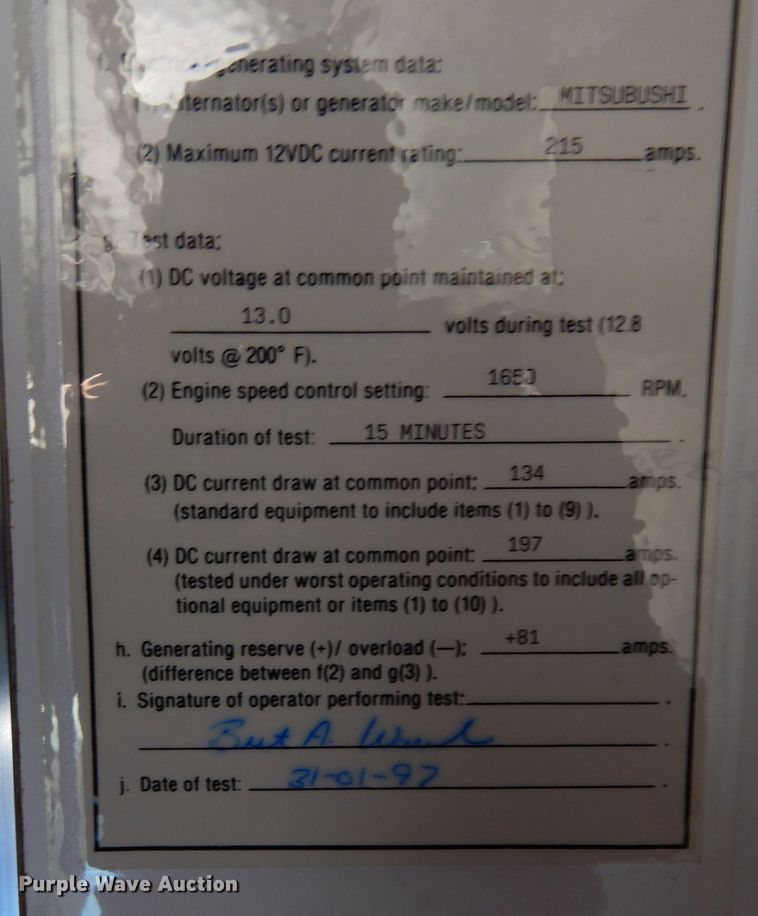 generating system data:
(1) Alternator(s) or generator make/model: MITSUBUSHI .
(2) Maximum 12VDC current rating: 215 amps.
g. Test data:
(1) DC voltage at common point maintained at:
13.0 volts during test (12.8
volts @ 200° F).
(2) Engine speed control setting: 1650 RPM.
Duration of test: 15 MINUTES .
(3) DC current draw at common point: 134 amps.
(standard equipment to include items (1) to (9) ).
(4) DC current draw at common point: 197 amps.
(tested under worst operating conditions to include all op-
tional equipment or items (1) to (10) ).
h. Generating reserve (+)/ overload (—): +81 amps.
(difference between f(2) and g(3) ).
i. Signature of operator performing test: .
A. .
j. Date of test: 31-01-97 .
Purple Wave Auction